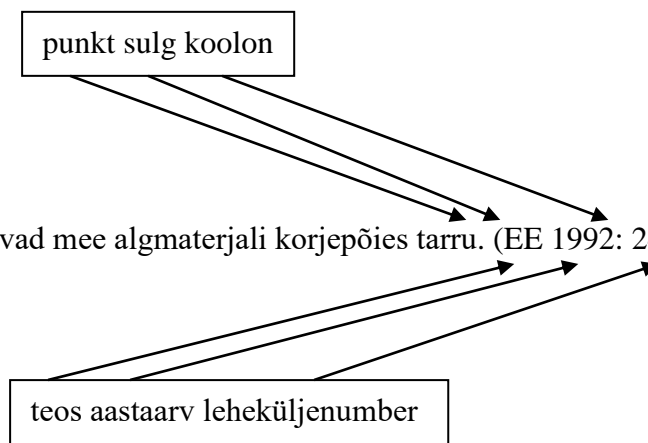 punkt sulg koolon
vad mee algmaterjali korjepõies tarru. (EE 1992: 2
teos aastaarv leheküljenumber